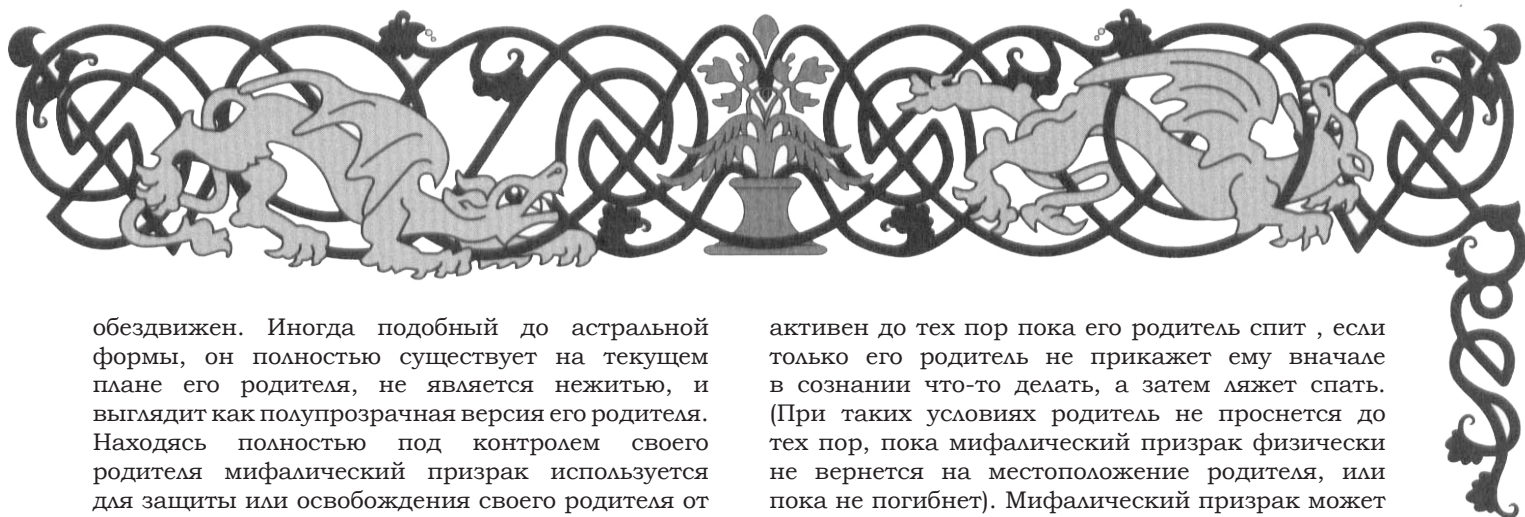 обездвижен. Иногда подобный до астральной
формы, он полностью существует на текущем
плане его родителя, не является нежитью, и
выглядит как полупрозрачная версия его родителя.
Находясь полностью под контролем своего
родителя мифалический призрак используется
для защиты или освобождения своего родителя от
активен до тех пор пока его родитель спит , если
только его родитель не прикажет ему вначале
в сознании что-то делать, а затем ляжет спать.
(При таких условиях родитель не проснется до
тех пор, пока мифалический призрак физически
не вернется на местоположение родителя, или
пока не погибнет). Мифалический призрак может